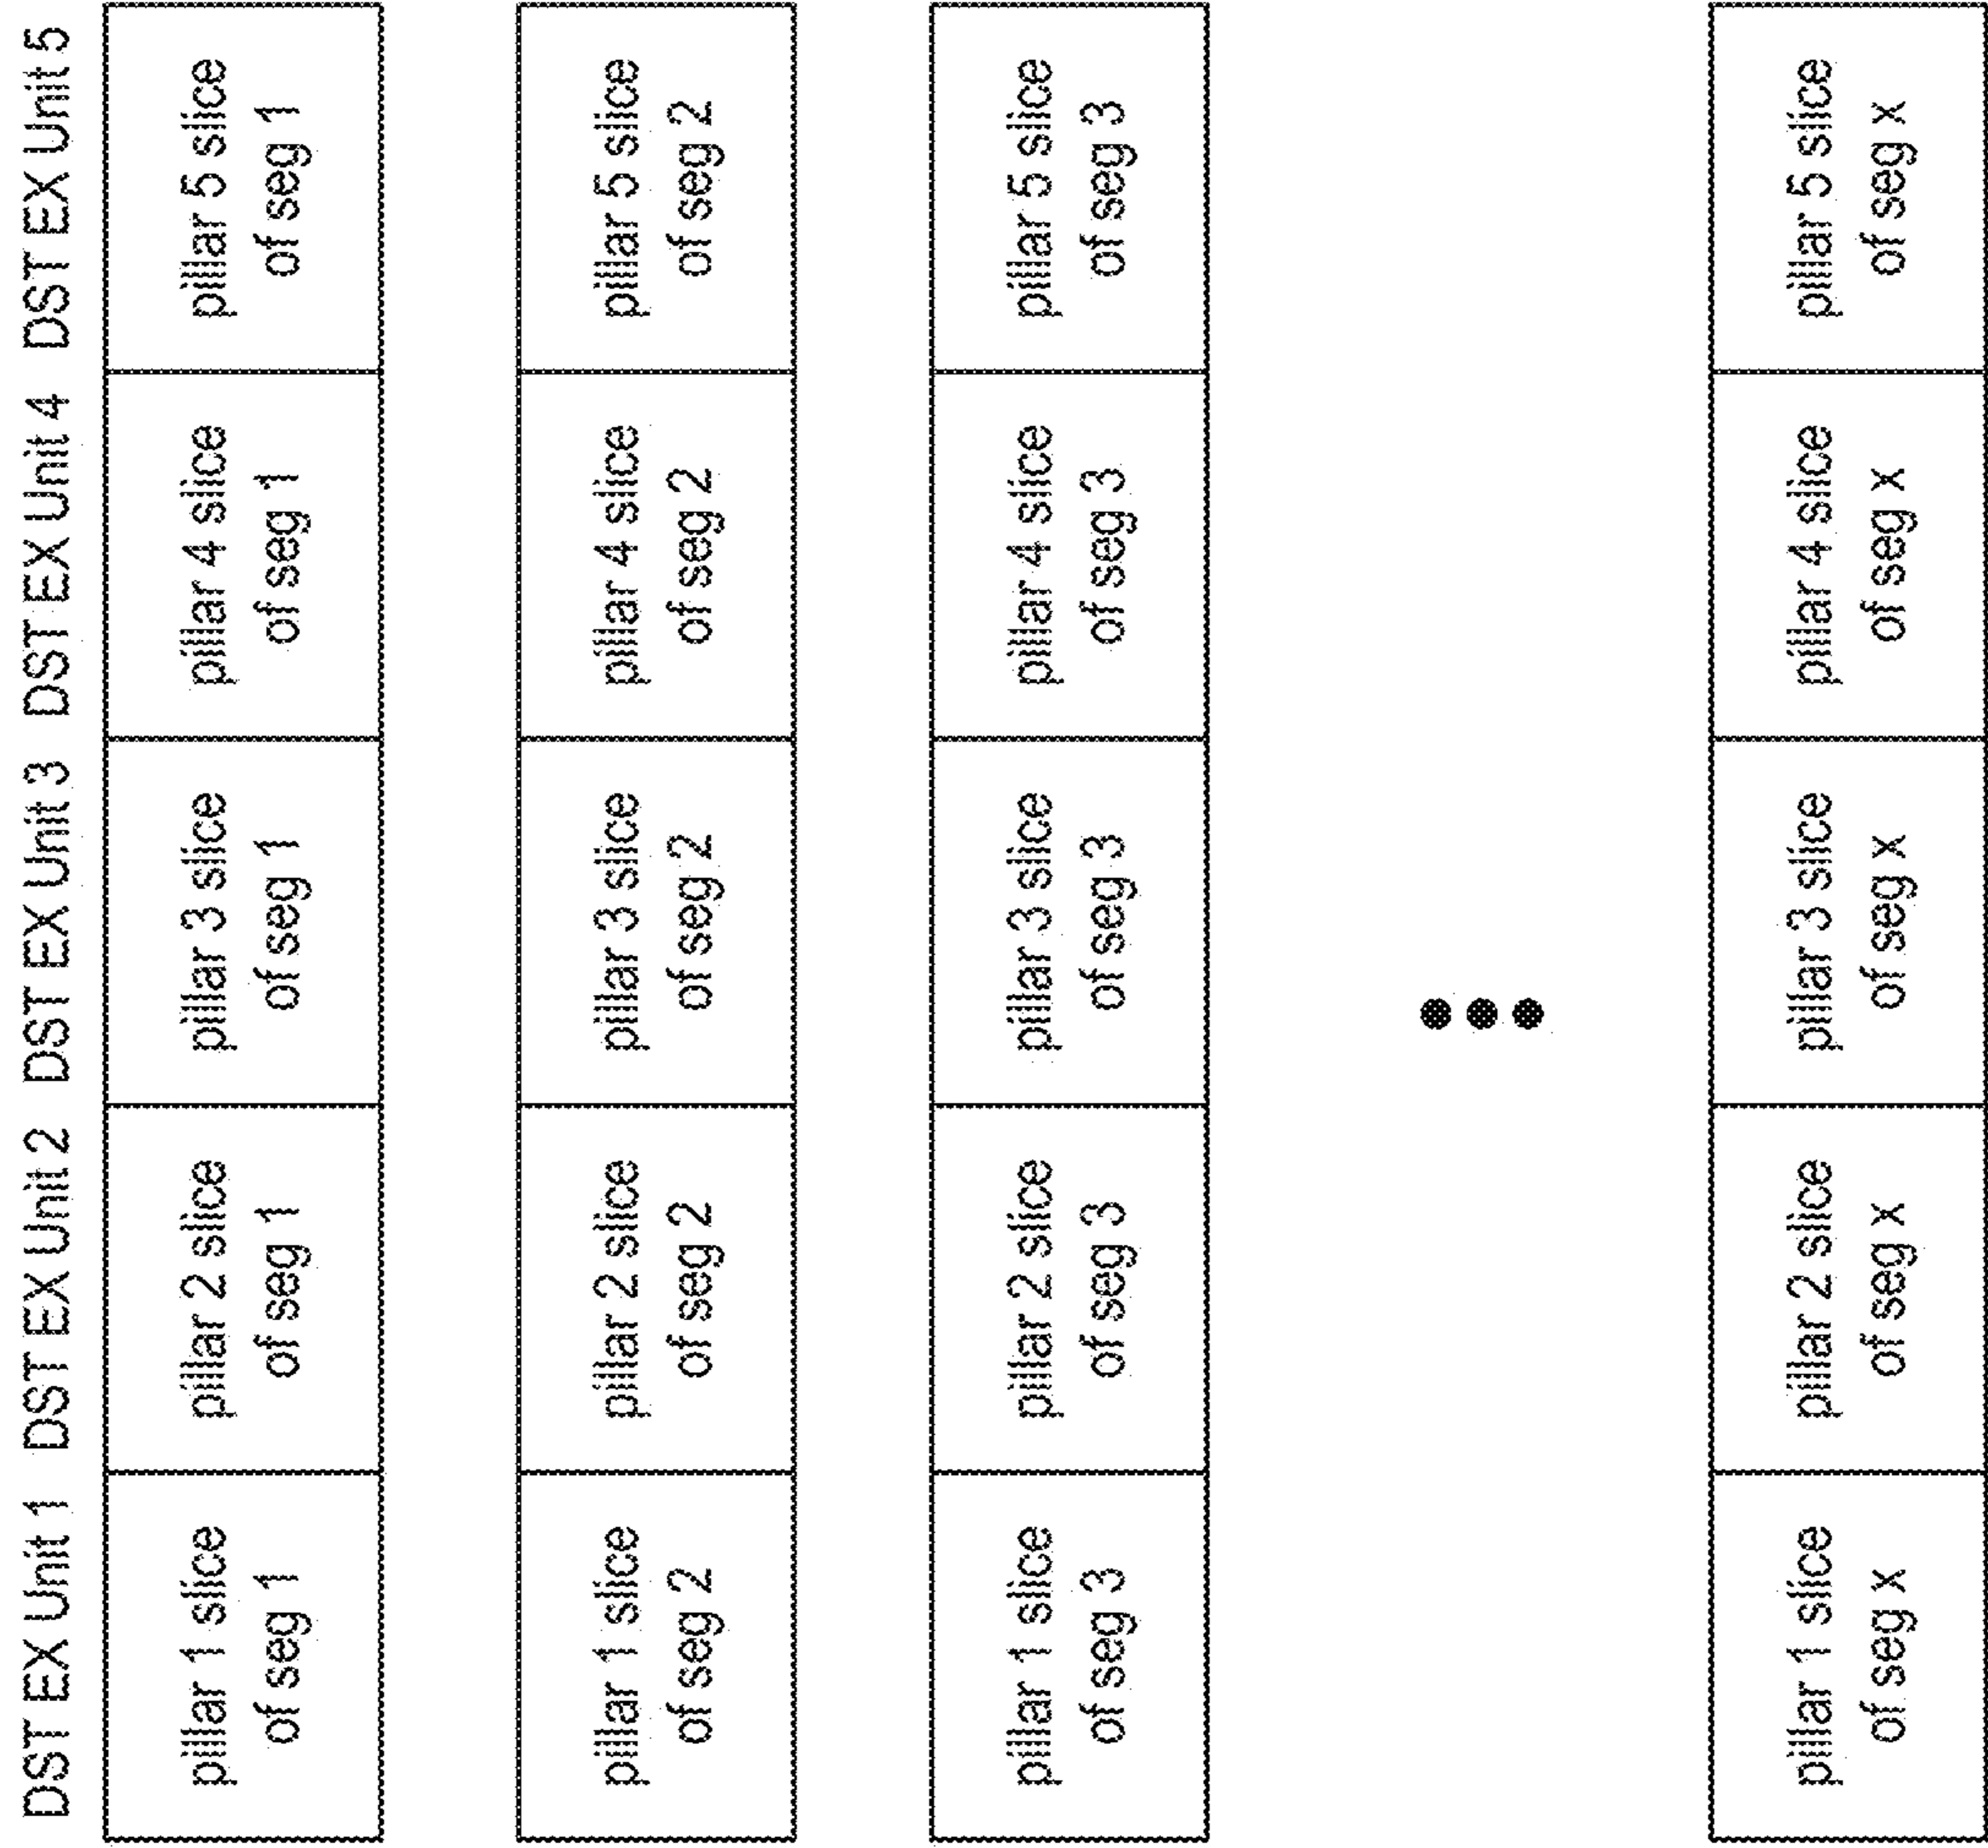 DST EX Unit 1 DST EX Unit 2 DST EX Unit 3 DST EX Unit 4 DST EX Unit 5
pillar 1 slice
of seg 1
pillar 2 slice
of seg 1
pillar 3 slice
of seg 1
pillar 4 slice
of seg 1
pillar 5 slice
of seg 1
pillar 1 slice
of seg 2
pillar 2 slice
of seg 2
pillar 3 slice
of seg 2
pillar 4 slice
of seg 2
pillar 5 slice
of seg 2
pillar 1 slice
of seg 3
pillar 2 slice
of seg 3
pillar 3 slice
of seg 3
pillar 4 slice
of seg 3
pillar 5 slice
of seg 3
pillar 1 slice
of seg x
pillar 2 slice
of seg x
pillar 3 slice
of seg x
pillar 4 slice
of seg x
pillar 5 slice
of seg x